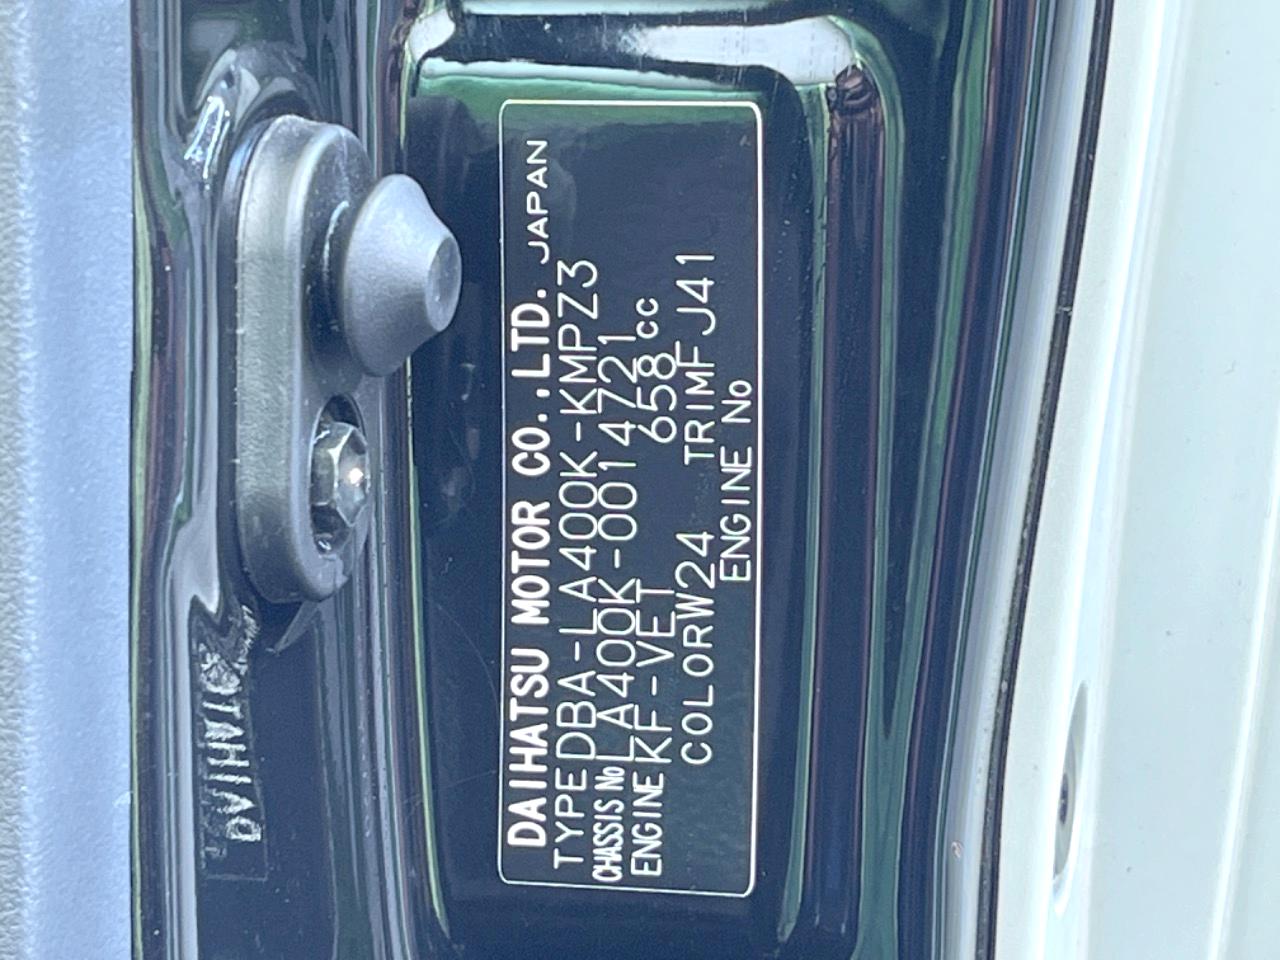 DAIHATSU MOTOR CO.,LTD. JAPAN
TYPE DBA-LA400K-KMPZ3
CHASSIS No LA400K-0014721
ENGINE KF-VET 658cc
COLOR W24 TRIM F J41
ENGINE No